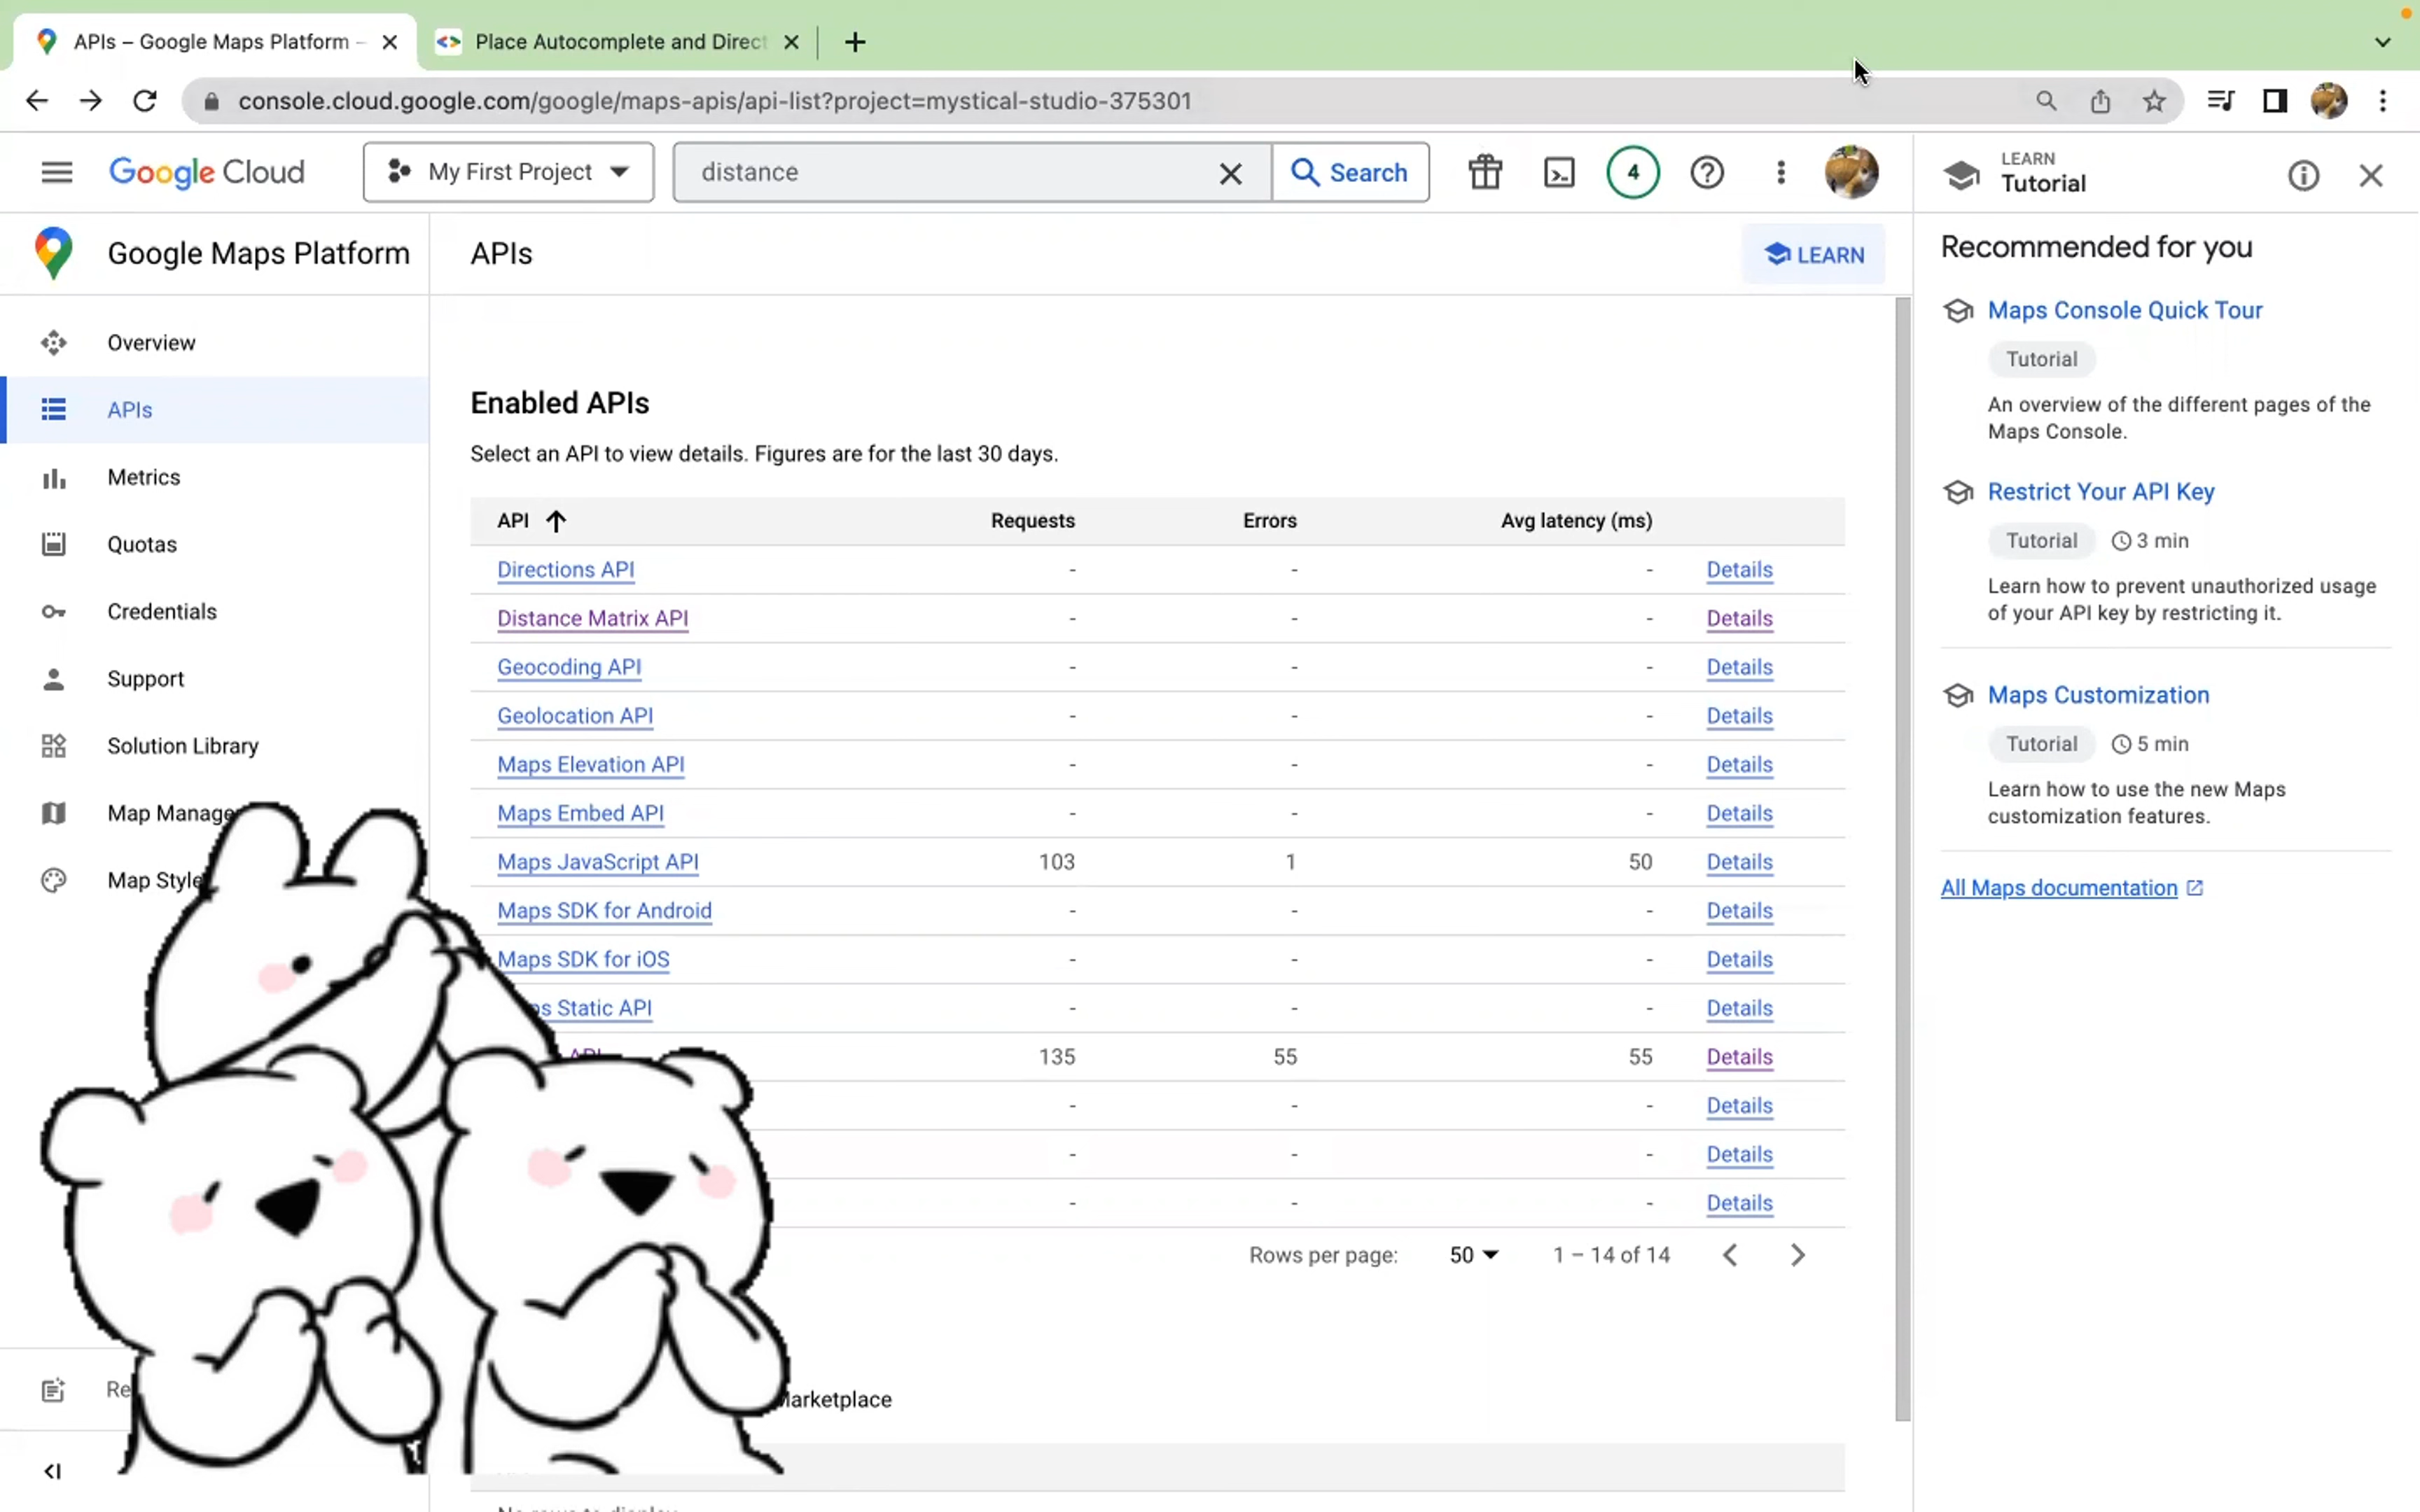 APIs – Google Maps Platform –
Place Autocomplete and Direct
console.cloud.google.com/google/maps-apis/api-list?project=mystical-studio-375301
Google Cloud
My First Project
distance
Search
4
LEARN
Tutorial
Google Maps Platform
APIs
LEARN
Overview
APIs
Metrics
Quotas
Credentials
Support
Solution Library
Map Manage
Map Style
Enabled APIs
Select an API to view details. Figures are for the last 30 days.
API Requests Errors Avg latency (ms)
Directions API - - - Details
Distance Matrix API - - - Details
Geocoding API - - - Details
Geolocation API - - - Details
Maps Elevation API - - - Details
Maps Embed API - - - Details
Maps JavaScript API 103 1 50 Details
Maps SDK for Android - - - Details
Maps SDK for iOS - - - Details
Static API - - - Details
API 135 55 55 Details
- - - Details
- - - Details
- - - Details
Rows per page: 50 1 – 14 of 14
Marketplace
Recommended for you
Maps Console Quick Tour
Tutorial
An overview of the different pages of the
Maps Console.
Restrict Your API Key
Tutorial 3 min
Learn how to prevent unauthorized usage
of your API key by restricting it.
Maps Customization
Tutorial 5 min
Learn how to use the new Maps
customization features.
All Maps documentation